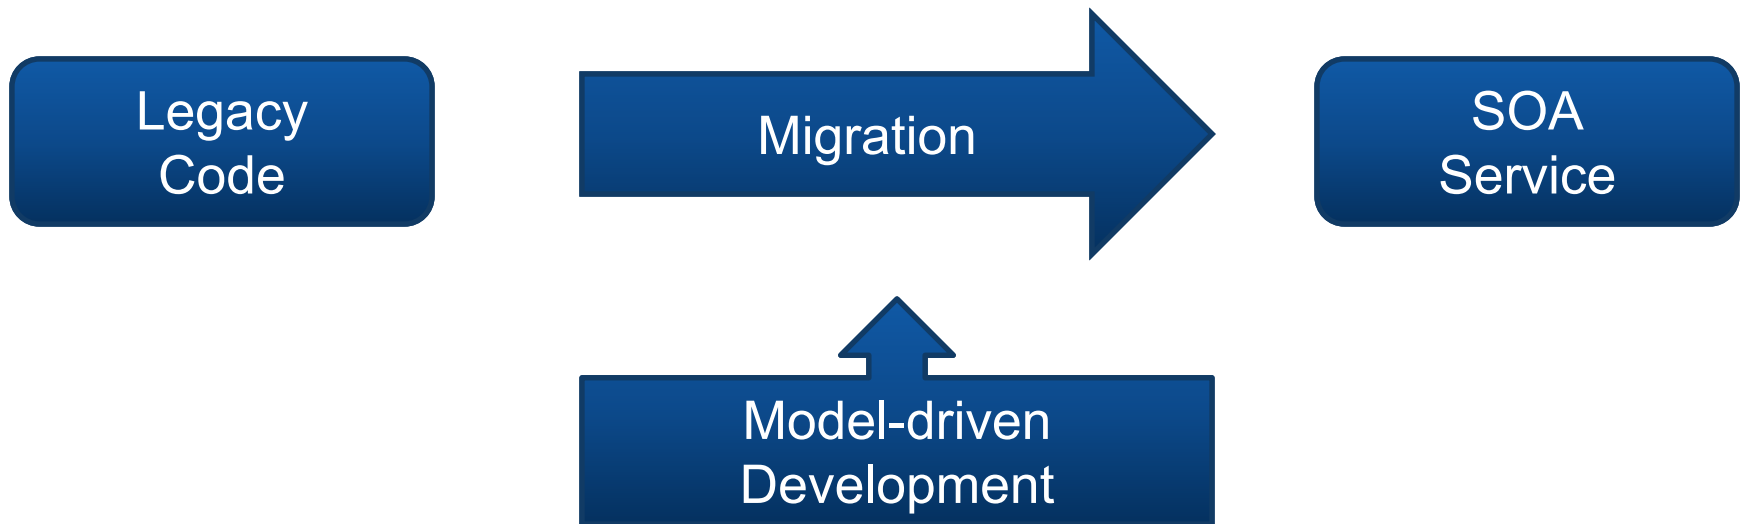 Legacy
Code
Migration
SOA
Service
Model-driven
Development